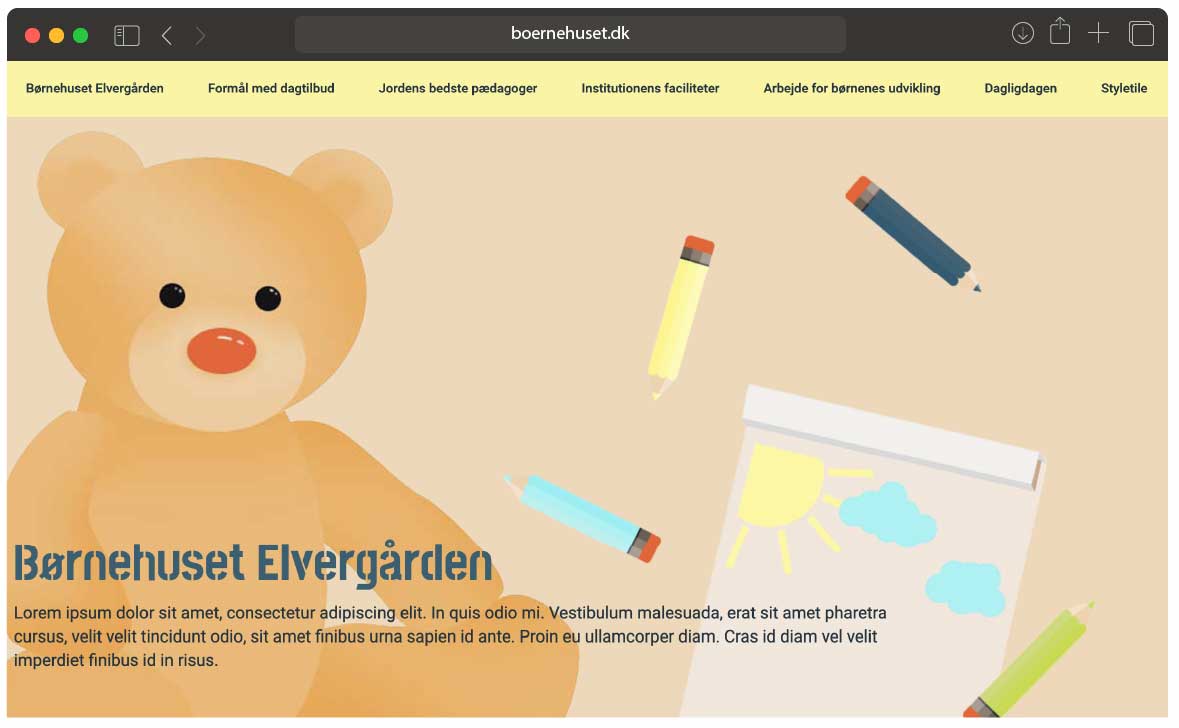 boernehuset.dk
Børnehuset Elvergården Formål med dagtilbud Jordens bedste pædagoger Institutionens faciliteter Arbejde for børnenes udvikling Dagligdagen Styletile
Børnehuset Elvergården
Lorem ipsum dolor sit amet, consectetur adipiscing elit. In quis odio mi. Vestibulum malesuada, erat sit amet pharetra
cursus, velit velit tincidunt odio, sit amet finibus urna sapien id ante. Proin eu ullamcorper diam. Cras id diam vel velit
imperdiet finibus id in risus.